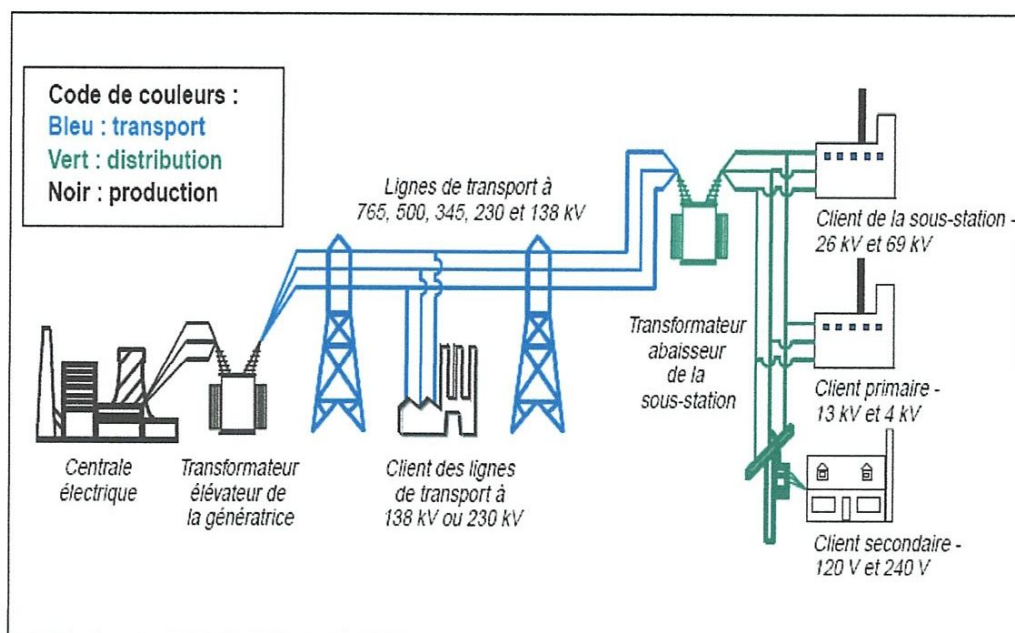 Code de couleurs :
Bleu : transport
Vert : distribution
Noir : production
Lignes de transport à
765, 500, 345, 230 et 138 kV
Client de la sous-station -
26 kV et 69 kV
Transformateur
abaisseur
de la
sous-station
Client primaire -
13 kV et 4 kV
Centrale
électrique
Transformateur
élévateur de
la génératrice
Client des lignes
de transport à
138 kV ou 230 kV
Client secondaire -
120 V et 240 V